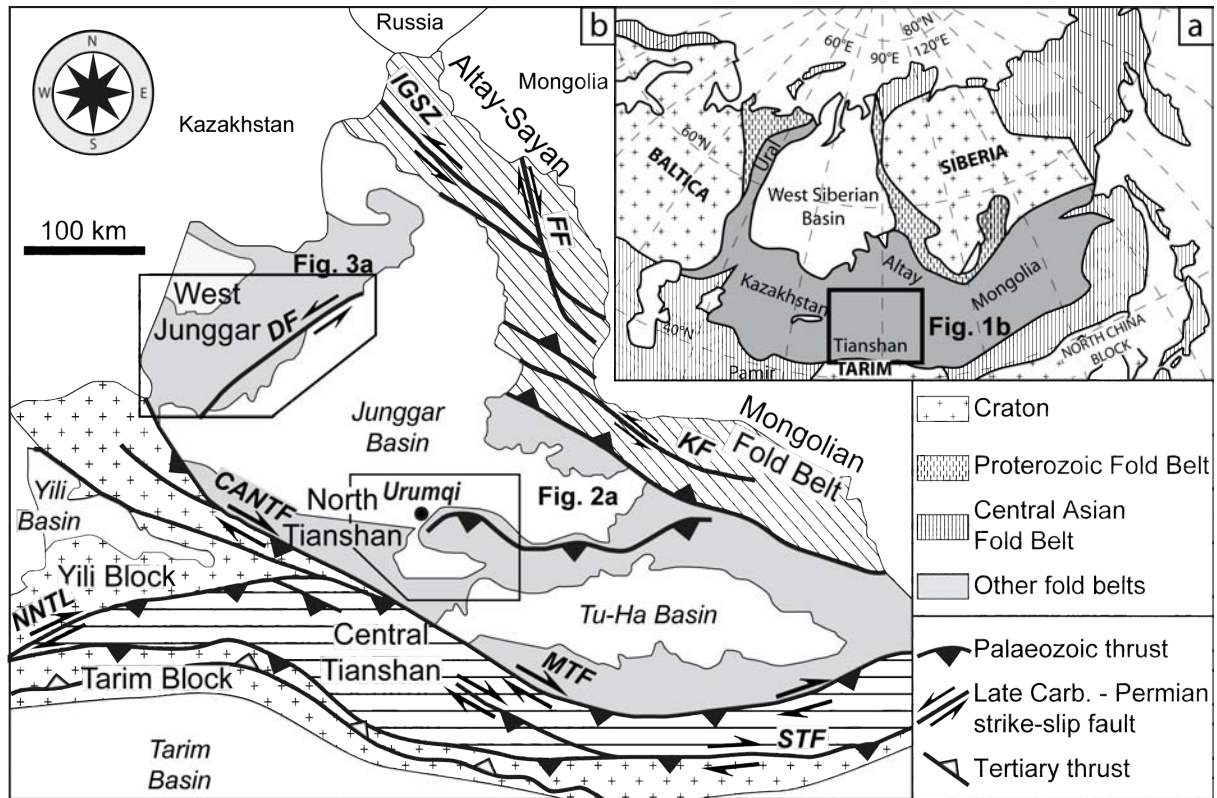 Russia
b
a
60°E
80°N
120°E
90°E
N
W
E
S
Kazakhstan
IGSZ
Altay-Sayan
Mongolia
60°N
BALTICA
Ural
West Siberian
Basin
SIBERIA
100 km
FF
Fig. 3a
West
Junggar
DF
Kazakhstan
Altay
Mongolia
40°N
Fig. 1b
Tianshan
Pamir
TARIM
NORTH CHINA
BLOCK
Junggar
Basin
Mongolian
Fold Belt
KF
Yili
Basin
CANTF
North
Tianshan
Urumqi
Fig. 2a
Yili Block
NNTL
Central
Tianshan
Tu-Ha Basin
MTF
Tarim Block
STF
Tarim
Basin
Craton
Proterozoic Fold Belt
Central Asian
Fold Belt
Other fold belts
Palaeozoic thrust
Late Carb. - Permian
strike-slip fault
Tertiary thrust